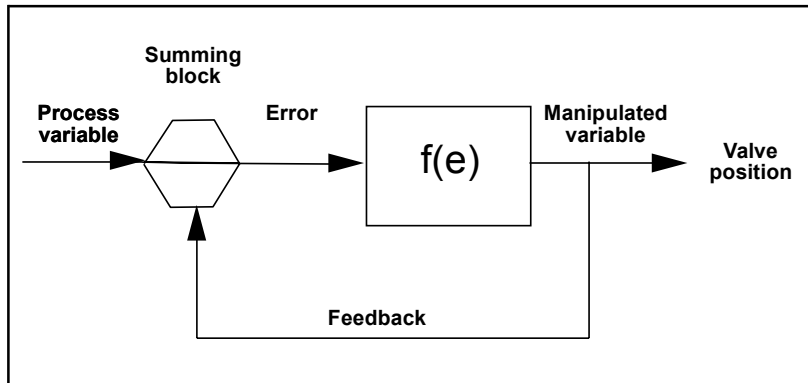 Summing
block
Process
variable
Error
f(e)
Manipulated
variable
Valve
position
Feedback